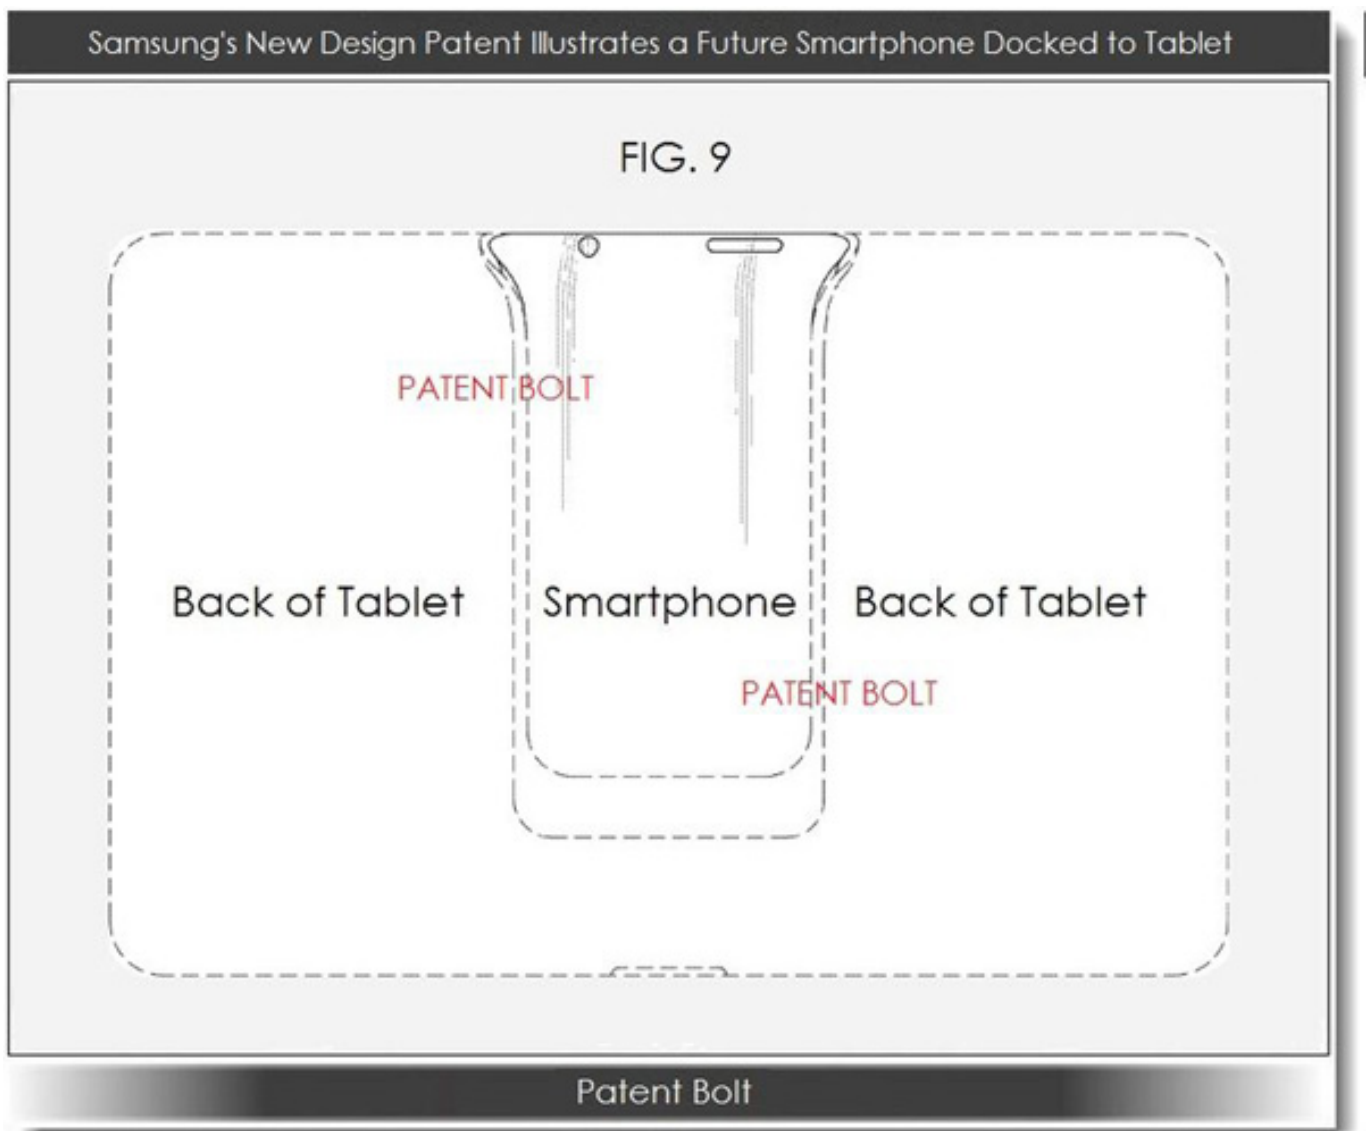 Samsung's New Design Patent Illustrates a Future Smartphone Docked to Tablet
FIG. 9
PATENT BOLT
Back of Tablet
Smartphone
Back of Tablet
PATENT BOLT
Patent Bolt